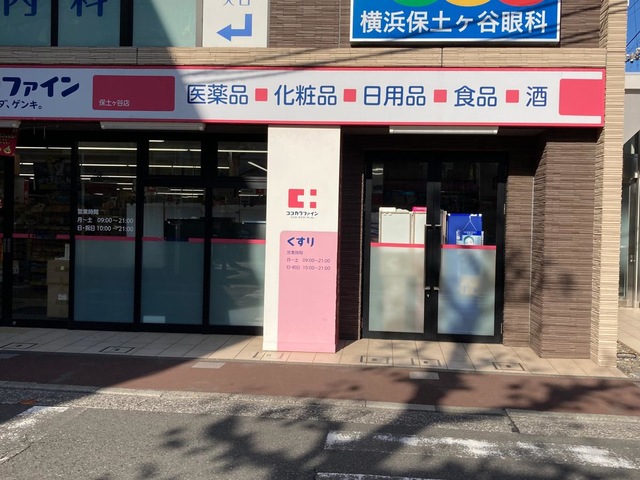 内科
入口
横浜保土ヶ谷眼科
ファイン
ゲンキ。
保土ヶ谷店
医薬品■化粧品■日用品■食品■酒
営業時間
月〜土 09:00〜21:00
日・祝日 10:00〜21:00
ココカラファイン
くすり
営業時間
月〜土 09:00〜21:00
日・祝日 10:00〜21:00